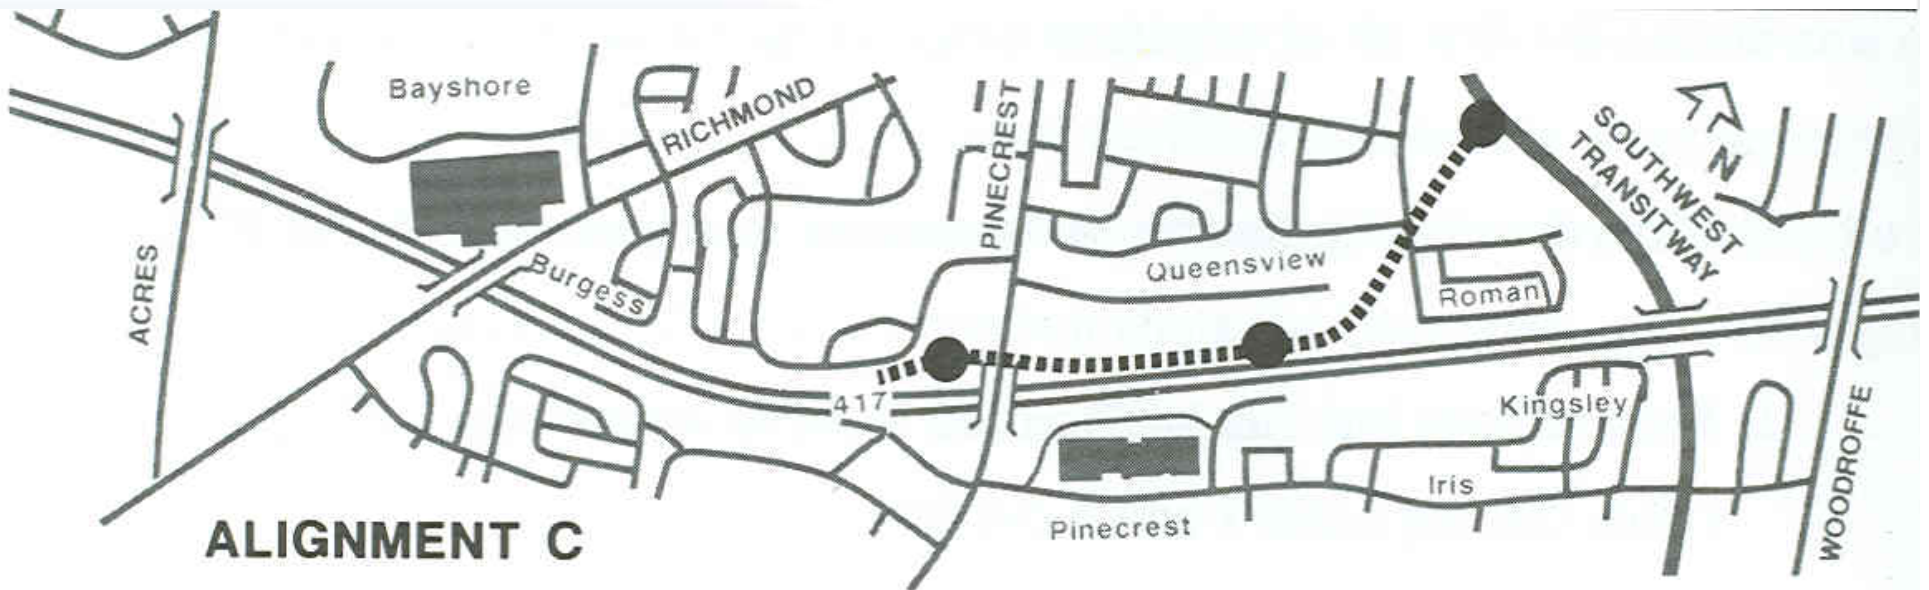 Bayshore
RICHMOND
PINECREST
SOUTHWEST
TRANSITWAY
N
ACRES
Burgess
Queensview
Roman
417
Kingsley
Iris
WOODROFFE
Pinecrest
ALIGNMENT C